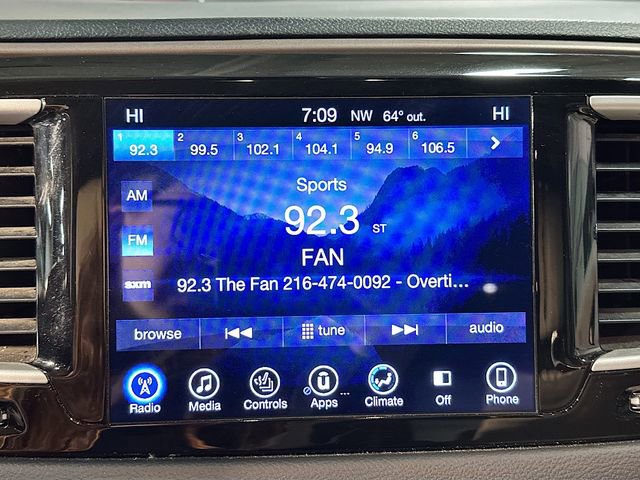 HI 7:09 NW 64° out. HI
1 92.3 2 99.5 3 102.1 4 104.1 5 94.9 6 106.5
AM
Sports
FM
92.3 ST
FAN
sxm
92.3 The Fan 216-474-0092 - Overti...
browse tune audio
Radio Media Controls Apps ... Climate Off Phone